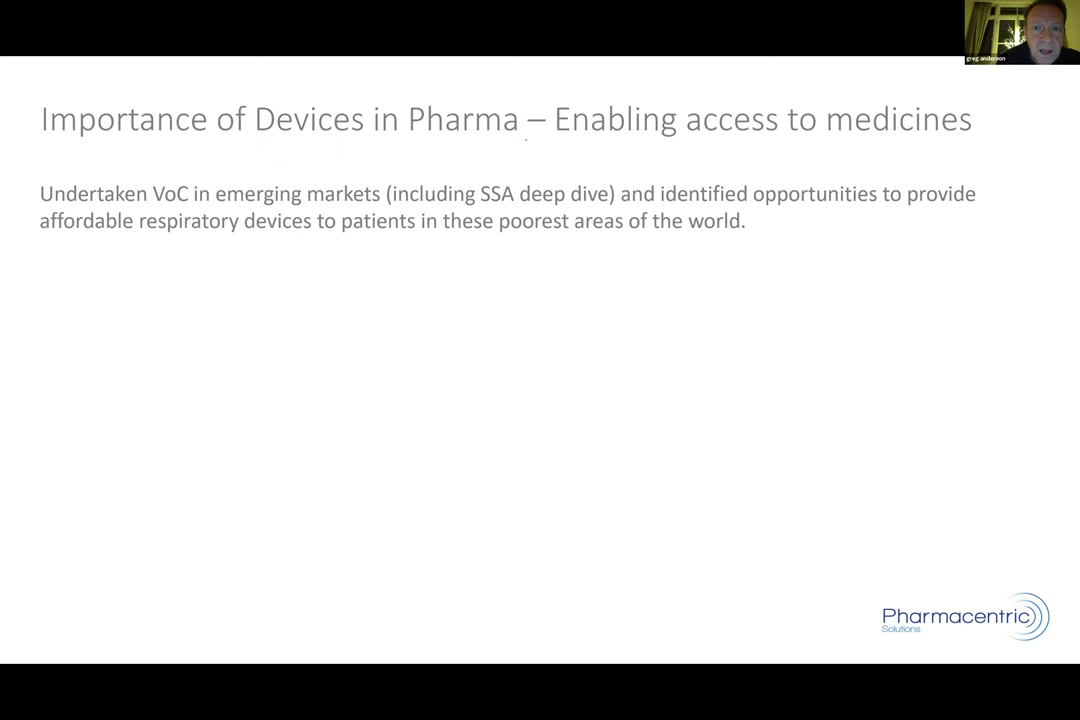 greg anderson
Importance of Devices in Pharma – Enabling access to medicines
Undertaken VoC in emerging markets (including SSA deep dive) and identified opportunities to provide
affordable respiratory devices to patients in these poorest areas of the world.
Pharmacentric
Solutions